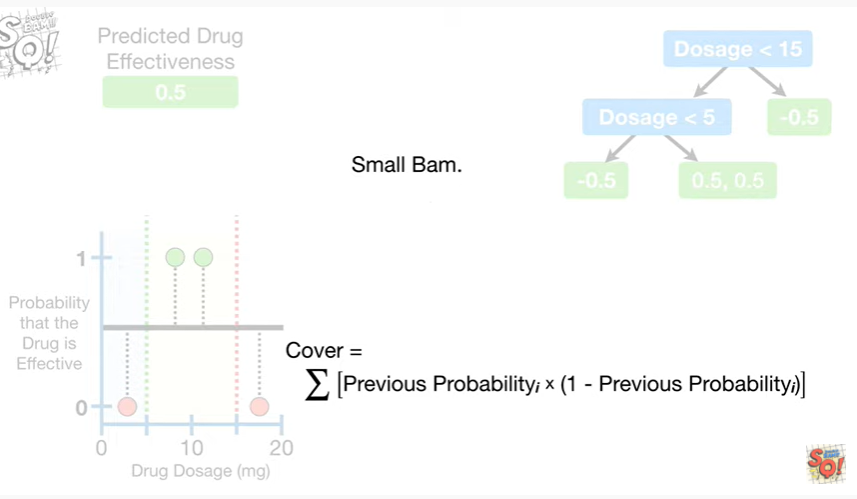 Predicted Drug
Effectiveness
0.5
Dosage < 15
Dosage < 5
-0.5
-0.5
0.5, 0.5
Small Bam.
1
Probability
that the
Drug is
Effective
0
0
10
20
Drug Dosage (mg)
Cover =
∑ [Previous Probabilityi × (1 - Previous Probabilityi)]
SQ!
SQ!